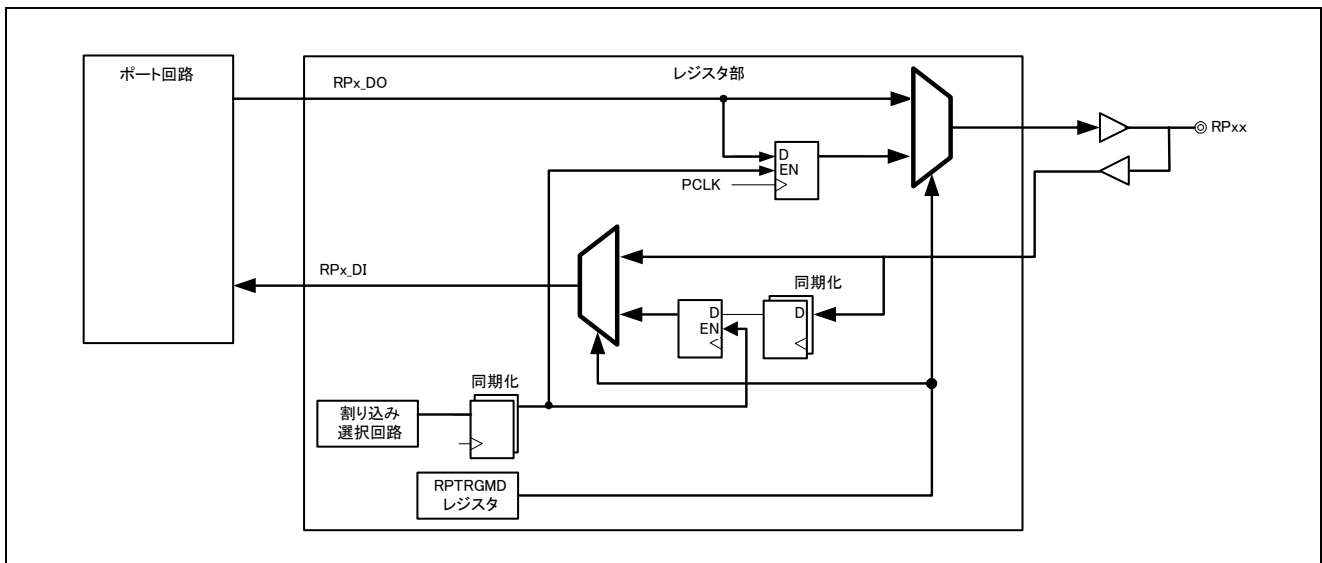 ポート回路
レジスタ部
RPx_DO
D
EN
PCLK
◎ RPxx
RPx_DI
同期化
D
EN
D
同期化
割り込み
選択回路
RPTRGMD
レジスタ